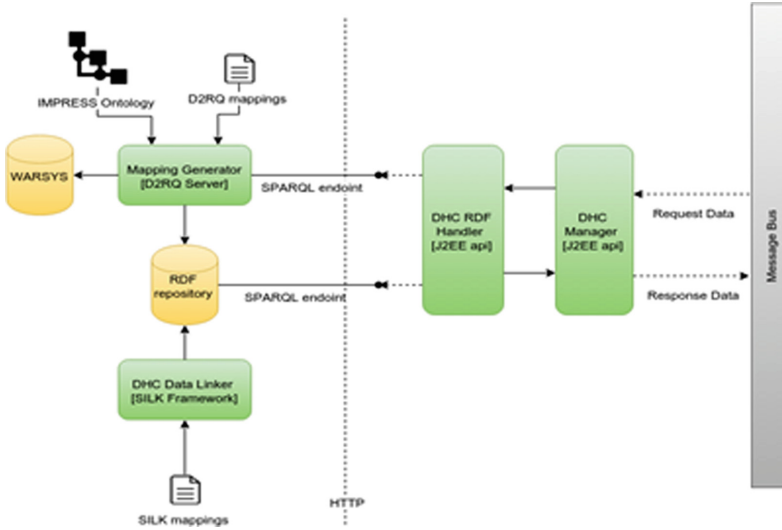 IMPRESS Ontology
D2RQ mappings
WARSYS
Mapping Generator
[D2RQ Server]
SPARQL endoint
DHC RDF
Handler
[J2EE api]
DHC
Manager
[J2EE api]
Request Data
Message Bus
RDF
repository
SPARQL endoint
Response Data
DHC Data Linker
[SILK Framework]
SILK mappings
HTTP